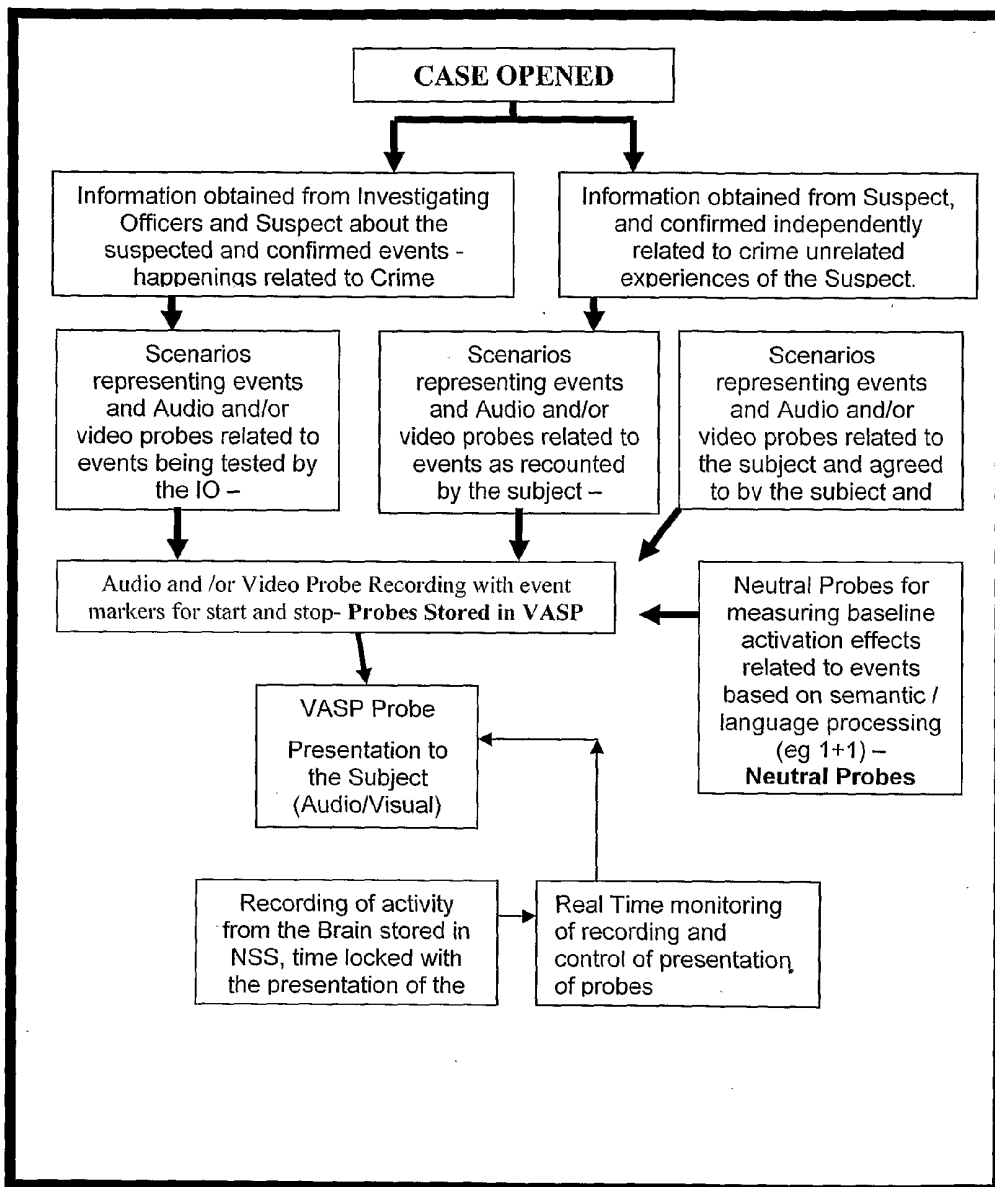 CASE OPENED
Information obtained from Investigating
Officers and Suspect about the
suspected and confirmed events -
happenings related to Crime
Information obtained from Suspect,
and confirmed independently
related to crime unrelated
experiences of the Suspect.
Scenarios
representing events
and Audio and/or
video probes related to
events being tested by
the IO –
Scenarios
representing events
and Audio and/or
video probes related to
events as recounted
by the subject –
Scenarios
representing events
and Audio and/or
video probes related to
the subject and agreed
to by the subject and
Audio and /or Video Probe Recording with event
markers for start and stop- Probes Stored in VASP
Neutral Probes for
measuring baseline
activation effects
related to events
based on semantic /
language processing
(eg 1+1) –
Neutral Probes
VASP Probe
Presentation to
the Subject
(Audio/Visual)
Recording of activity
from the Brain stored in
NSS, time locked with
the presentation of the
Real Time monitoring
of recording and
control of presentation
of probes